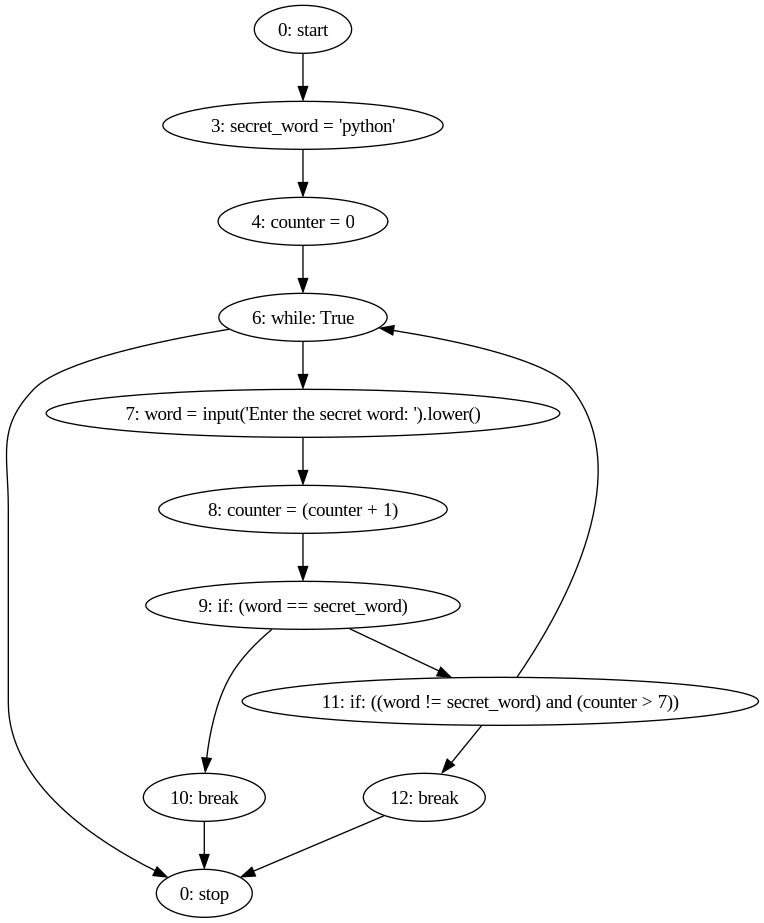 0: start
3: secret_word = 'python'
4: counter = 0
6: while: True
7: word = input('Enter the secret word: ').lower()
8: counter = (counter + 1)
9: if: (word == secret_word)
11: if: ((word != secret_word) and (counter > 7))
10: break
12: break
0: stop